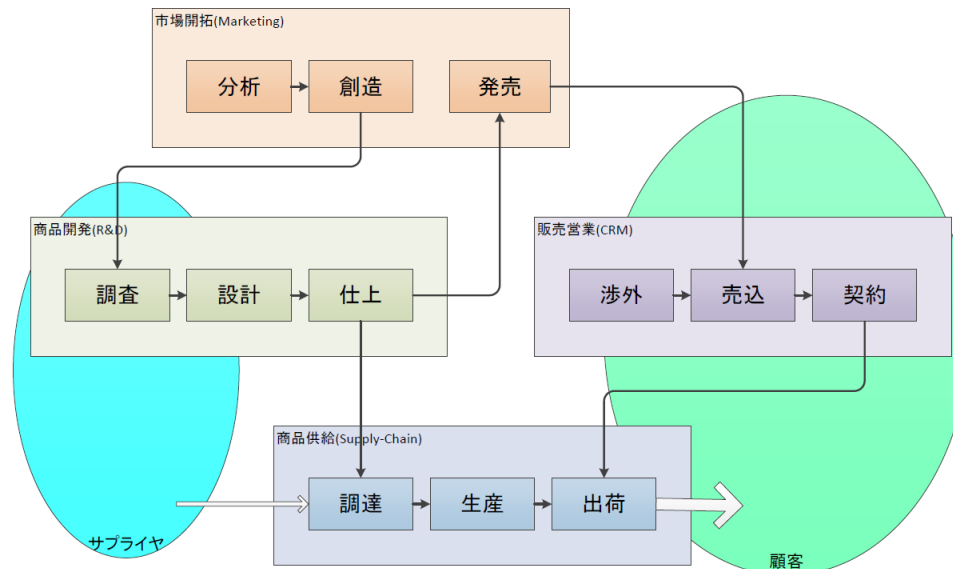 市場開拓(Marketing)
分析
創造
発売
商品開発(R&D)
調査
設計
仕上
販売営業(CRM)
渉外
売込
契約
商品供給(Supply-Chain)
調達
生産
出荷
サプライヤ
顧客